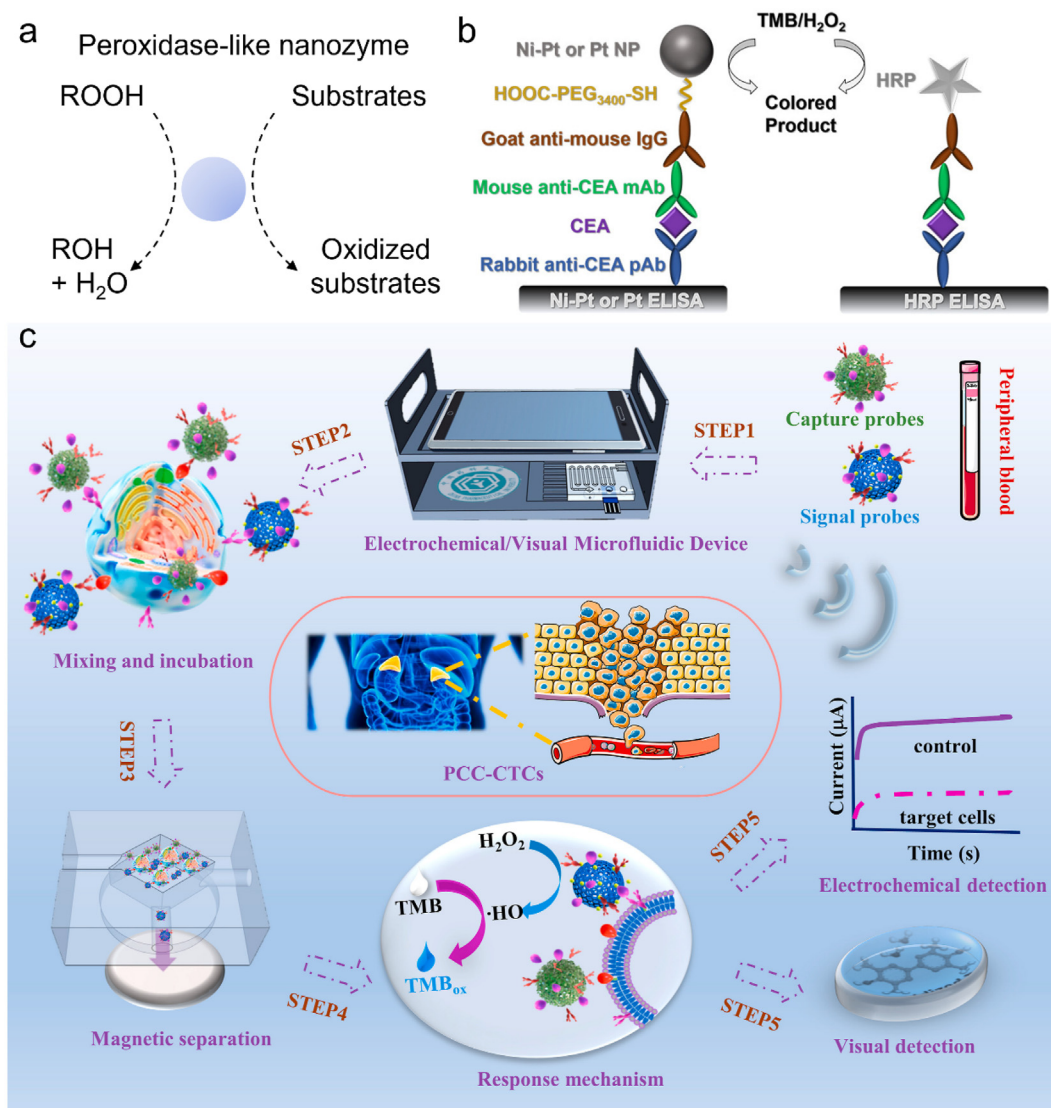 a
Peroxidase-like nanozyme
ROOH
Substrates
ROH
+ H₂O
Oxidized
substrates
b
Ni-Pt or Pt NP
HOOC-PEG₃₄₀₀-SH
Goat anti-mouse IgG
Mouse anti-CEA mAb
CEA
Rabbit anti-CEA pAb
Ni-Pt or Pt ELISA
TMB/H₂O₂
Colored
Product
HRP
HRP ELISA
c
Capture probes
Signal probes
Peripheral blood
STEP1
Electrochemical/Visual Microfluidic Device
STEP2
Mixing and incubation
PCC-CTCs
STEP3
Magnetic separation
STEP4
H₂O₂
TMB
·HO
TMBₒₓ
Response mechanism
STEP5
Current (μA)
control
target cells
Time (s)
Electrochemical detection
STEP5
Visual detection